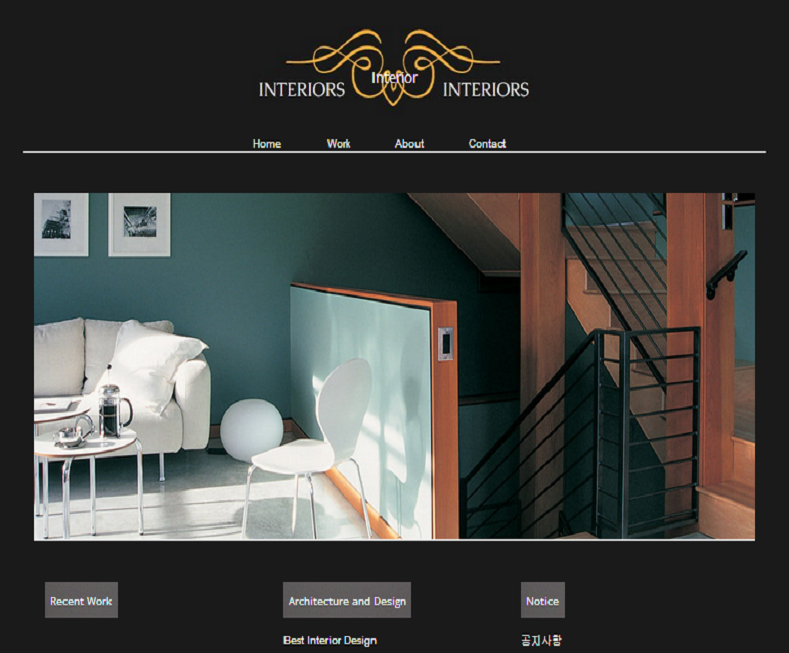 Interior
INTERIORS INTERIORS
Home Work About Contact
Recent Work Architecture and Design Notice
Best Interior Design 공지사항